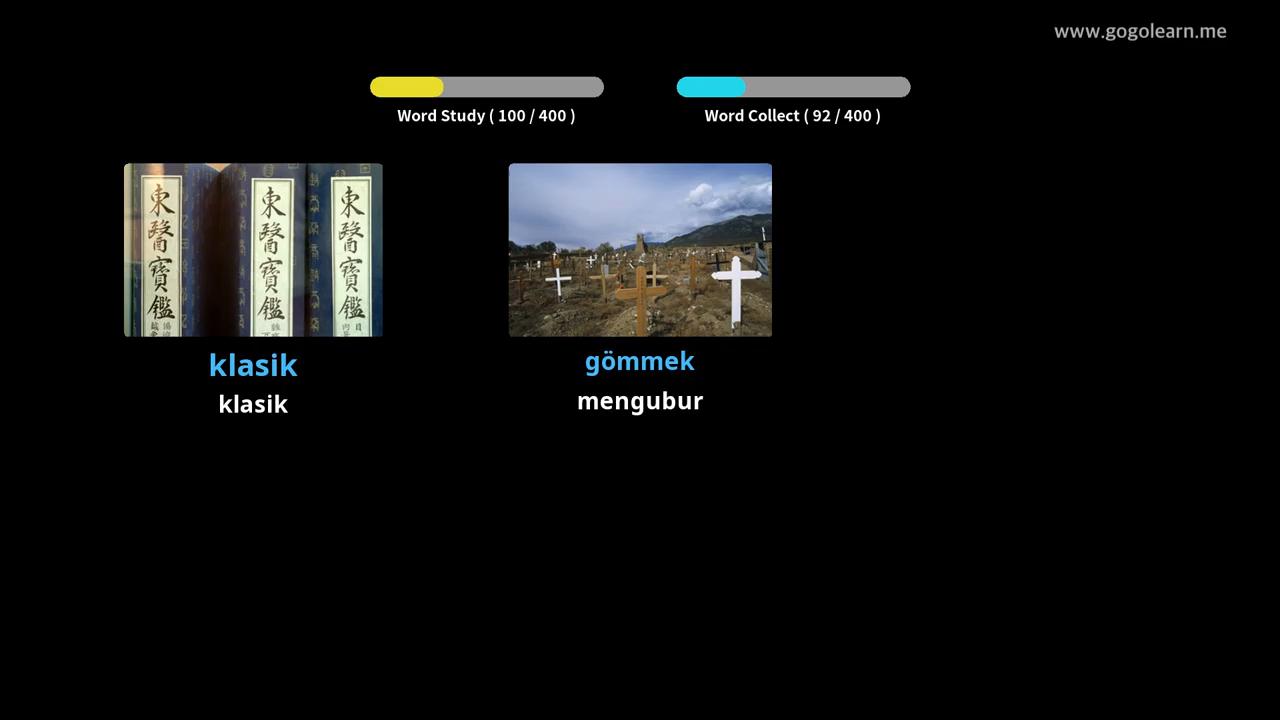 www.gogolearn.me
Word Study ( 100 / 400 )
Word Collect ( 92 / 400 )
東醫寶鑑
東醫寶鑑
東醫寶鑑
klasik
klasik
gömmek
mengubur